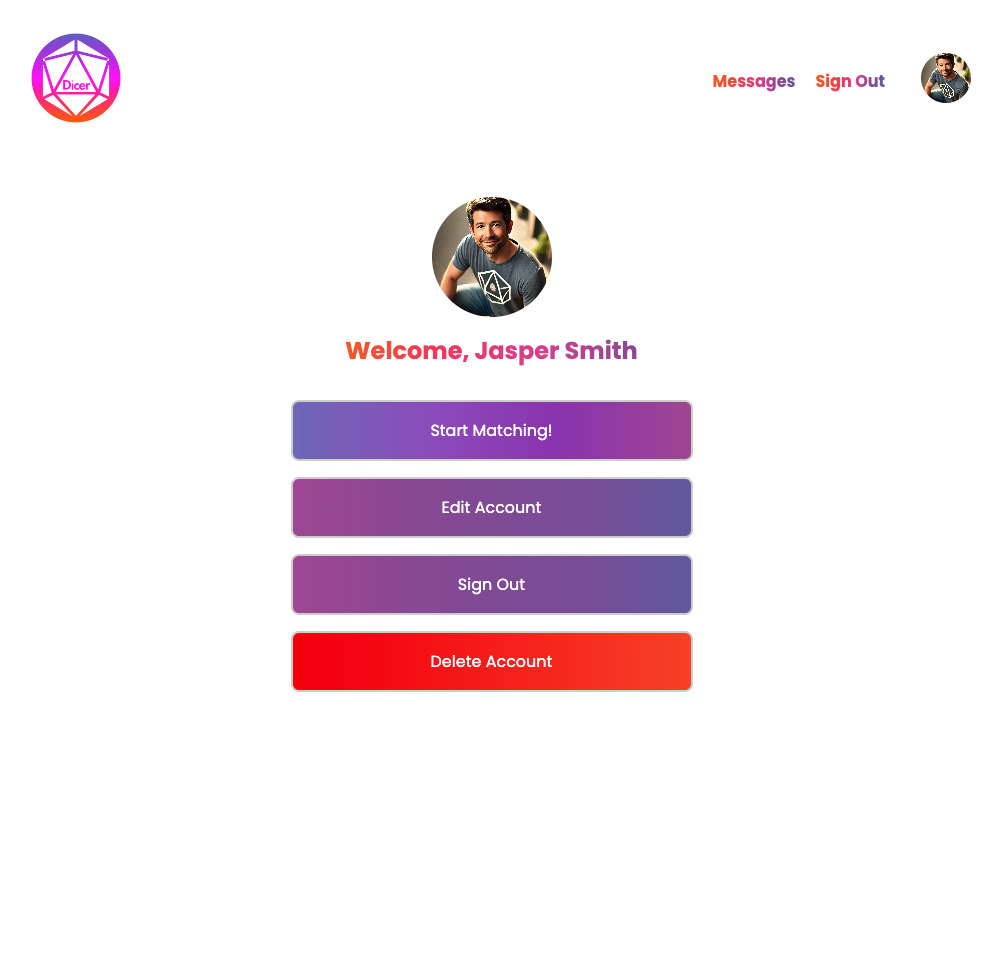 Dicer
Messages
Sign Out
Welcome, Jasper Smith
Start Matching!
Edit Account
Sign Out
Delete Account